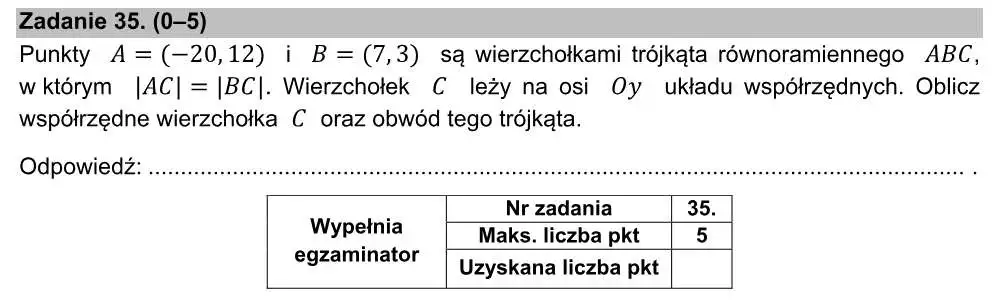 Zadanie 35. (0–5)
Punkty A = (−20, 12) i B = (7, 3) są wierzchołkami trójkąta równoramiennego ABC,
w którym |AC| = |BC|. Wierzchołek C leży na osi Oy układu współrzędnych. Oblicz
współrzędne wierzchołka C oraz obwód tego trójkąta.
Odpowiedź: ................................................................................................................................ .
Wypełnia egzaminator
Nr zadania 35.
Maks. liczba pkt 5
Uzyskana liczba pkt